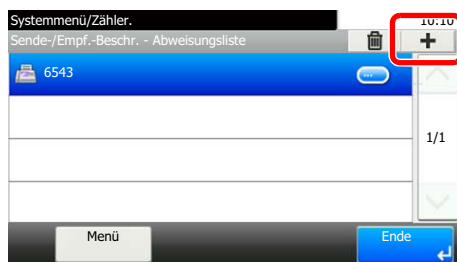 Systemmenü/Zähler. 10:10
Sende-/Empf.-Beschr. - Abweisungsliste
6543
1/1
Menü
Ende